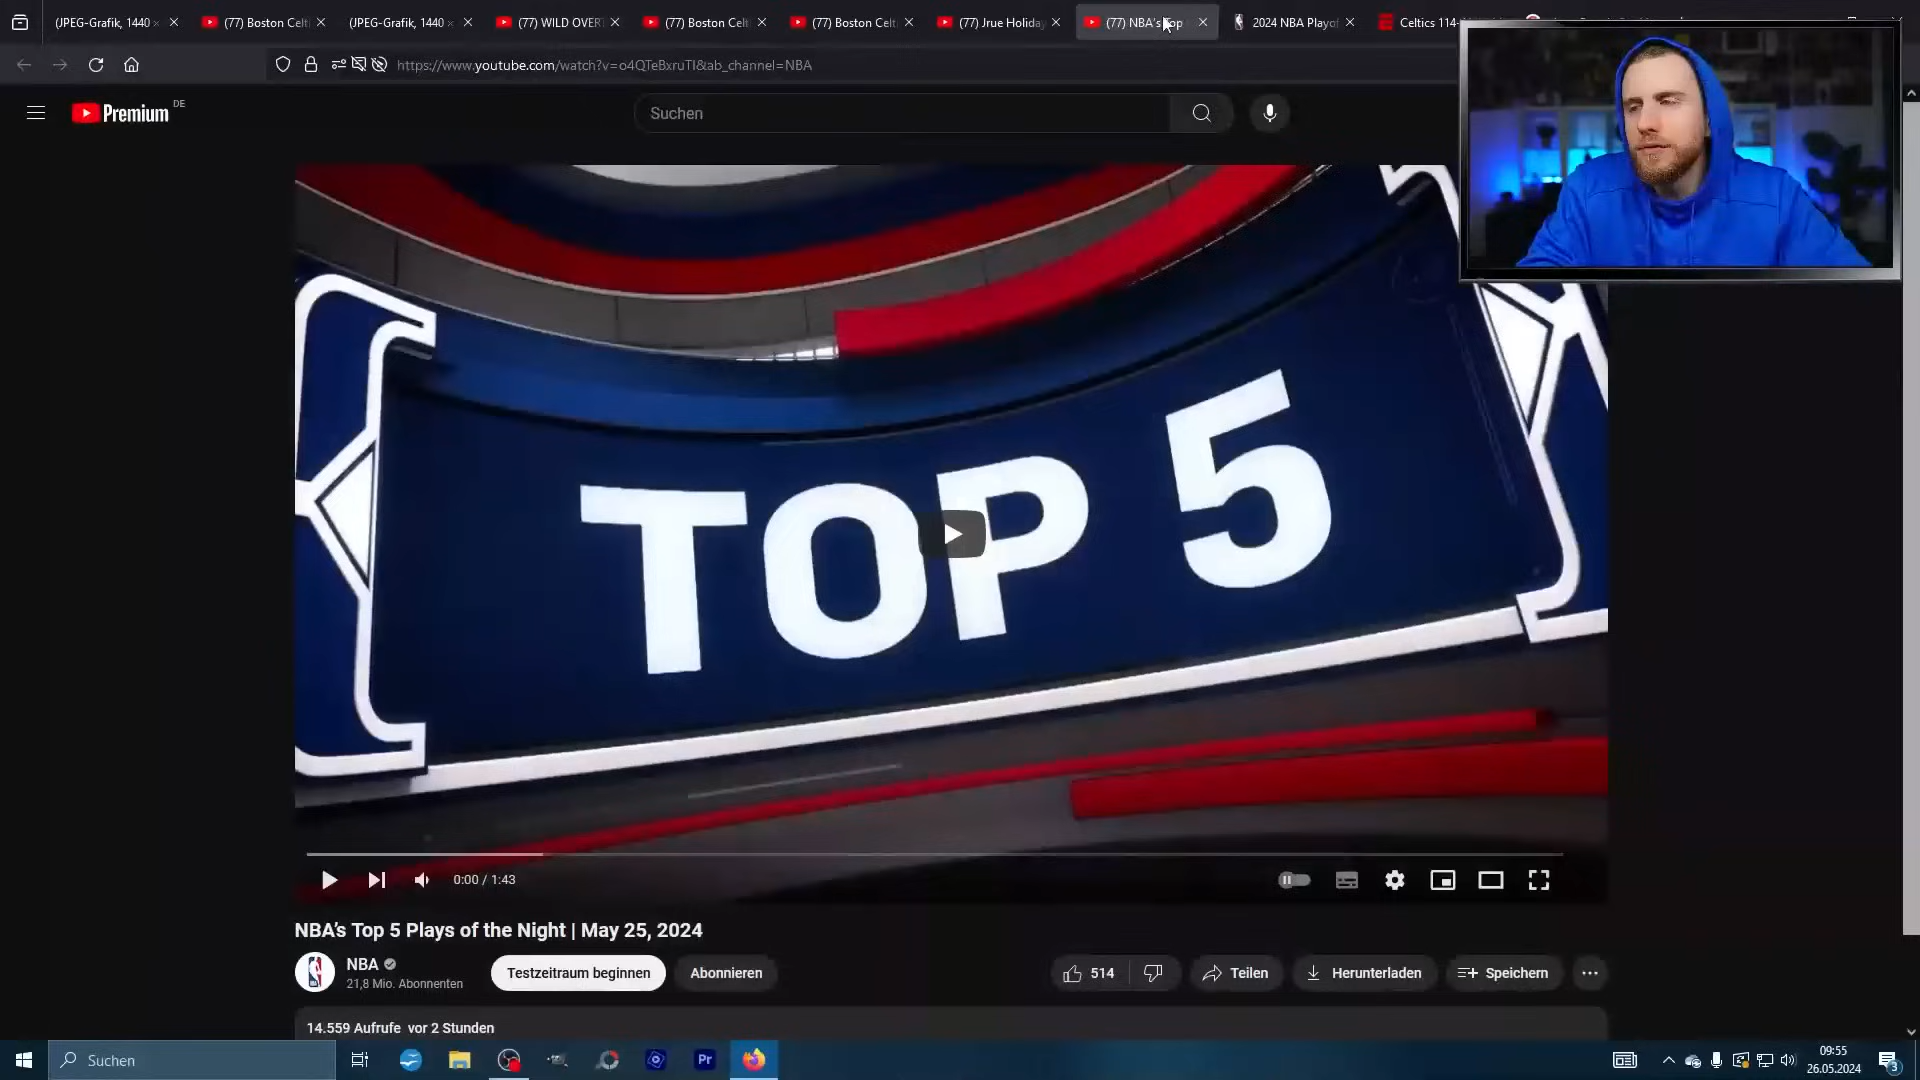 (JPEG-Grafik, 1440 ×
(77) Boston Celt
(JPEG-Grafik, 1440 ×
(77) WILD OVERT
(77) Boston Celt
(77) Boston Celt
(77) Jrue Holiday
(77) NBA's Top
2024 NBA Playof
Celtics 114-
https://www.youtube.com/watch?v=o4QTeBxruTI&ab_channel=NBA
Premium DE
Suchen
TOP 5
0:00 / 1:43
NBA's Top 5 Plays of the Night | May 25, 2024
NBA
21,8 Mio. Abonnenten
Testzeitraum beginnen
Abonnieren
514
Teilen
Herunterladen
Speichern
14.559 Aufrufe vor 2 Stunden
Suchen
Pr
09:55
26.05.2024
3